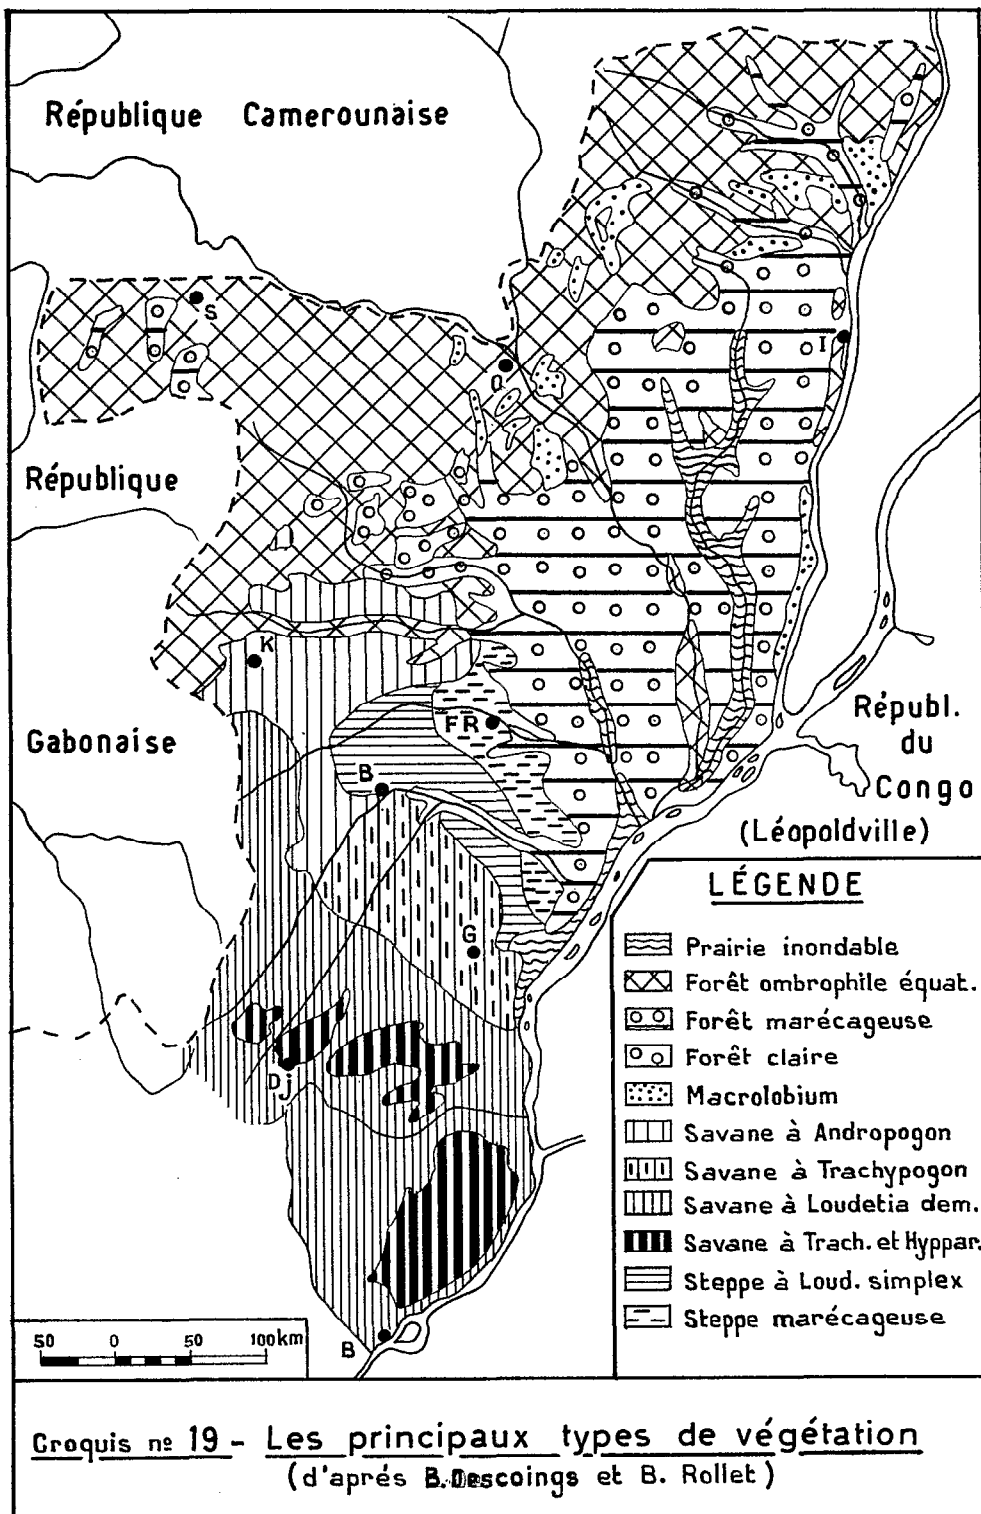 République Camerounaise
S
O
I
République
K
FR
Gabonaise
B
Républ.
du
Congo
(Léopoldville)
G
Dj
B
LÉGENDE
Prairie inondable
Forêt ombrophile équat.
Forêt marécageuse
Forêt claire
Macrolobium
Savane à Andropogon
Savane à Trachypogon
Savane à Loudetia dem.
Savane à Trach. et Hyppar.
Steppe à Loud. simplex
Steppe marécageuse
50 0 50 100km
Croquis nº 19 - Les principaux types de végétation
(d'aprés B. Descoings et B. Rollet)